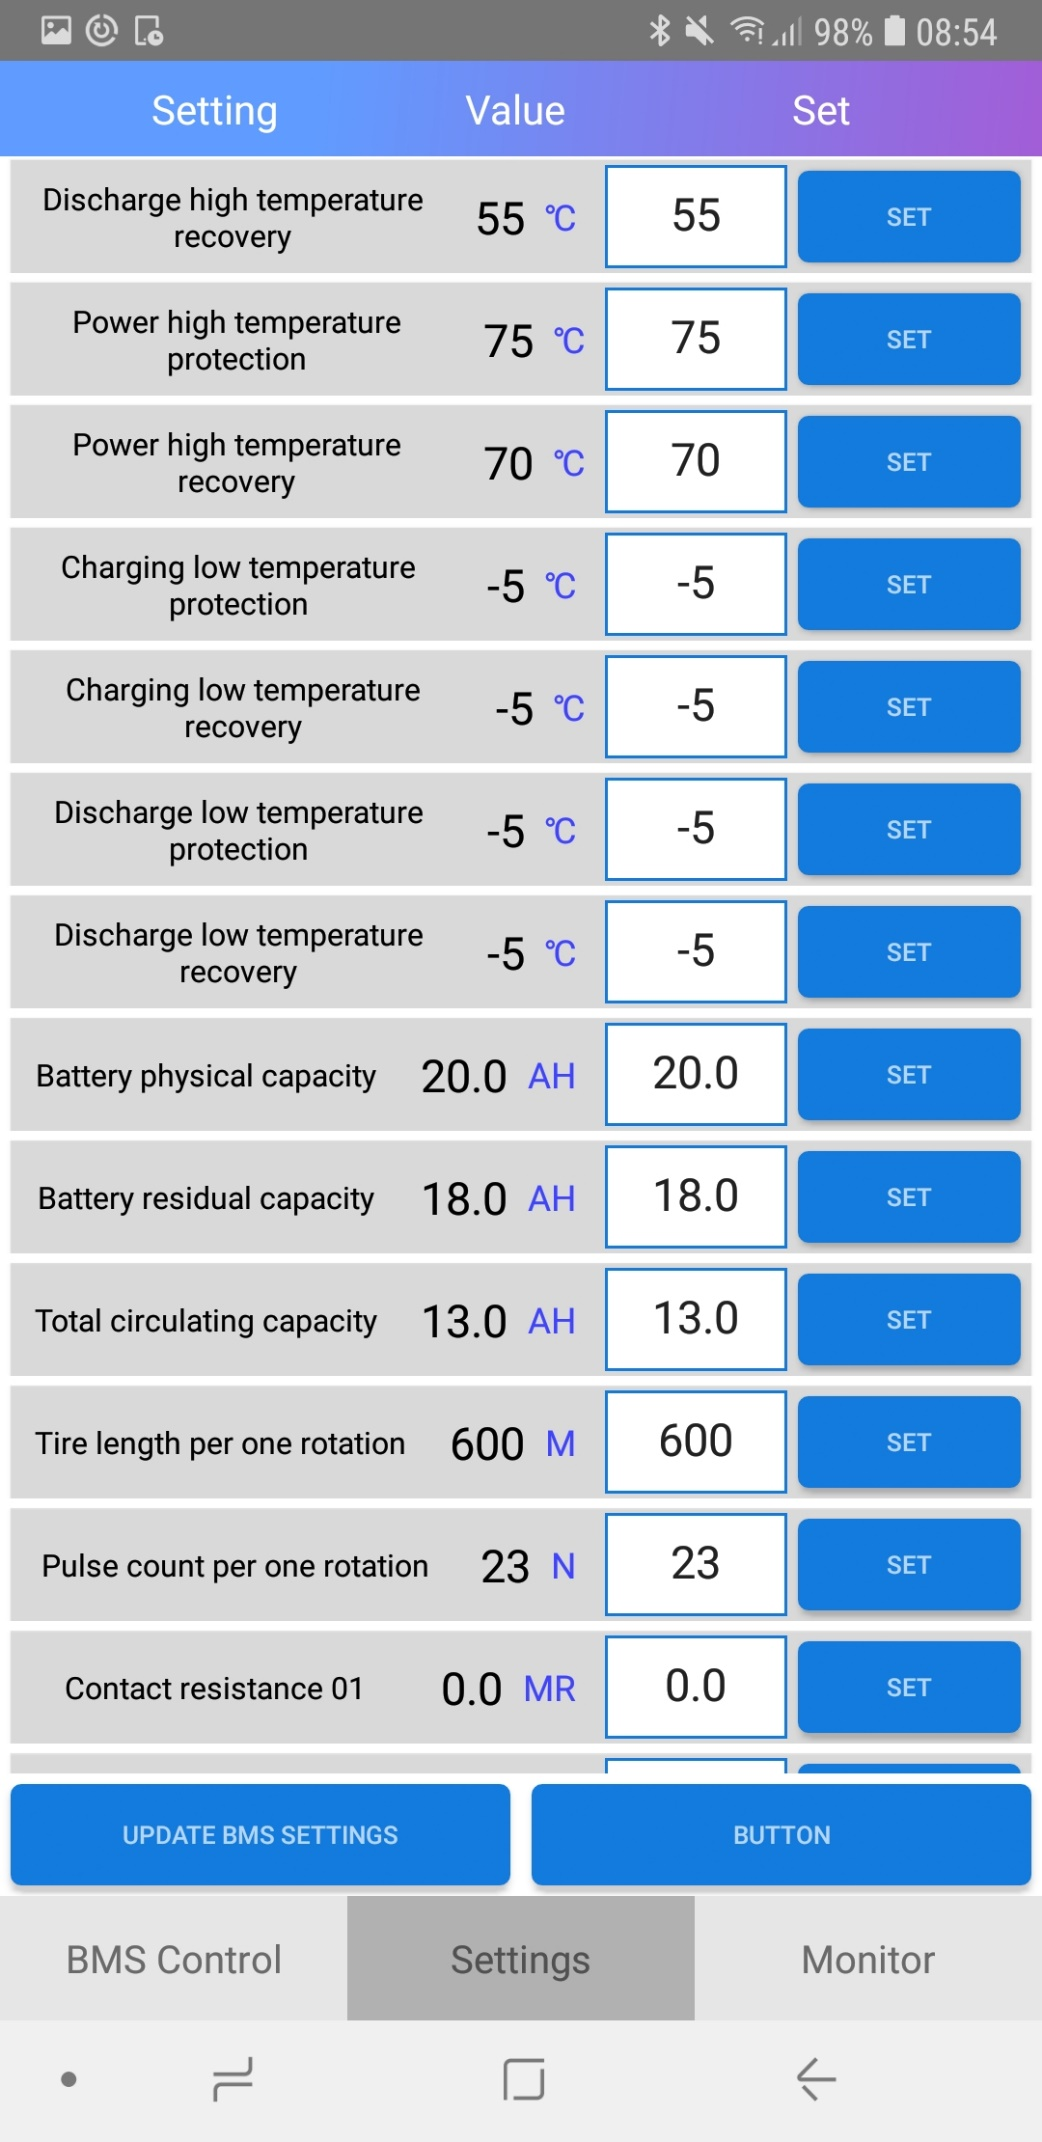 98% 08:54
Setting Value Set
Discharge high temperature
recovery
55 ℃ 55 SET
Power high temperature
protection
75 ℃ 75 SET
Power high temperature
recovery
70 ℃ 70 SET
Charging low temperature
protection
-5 ℃ -5 SET
Charging low temperature
recovery
-5 ℃ -5 SET
Discharge low temperature
protection
-5 ℃ -5 SET
Discharge low temperature
recovery
-5 ℃ -5 SET
Battery physical capacity 20.0 AH 20.0 SET
Battery residual capacity 18.0 AH 18.0 SET
Total circulating capacity 13.0 AH 13.0 SET
Tire length per one rotation 600 M 600 SET
Pulse count per one rotation 23 N 23 SET
Contact resistance 01 0.0 MR 0.0 SET
UPDATE BMS SETTINGS BUTTON
BMS Control Settings Monitor